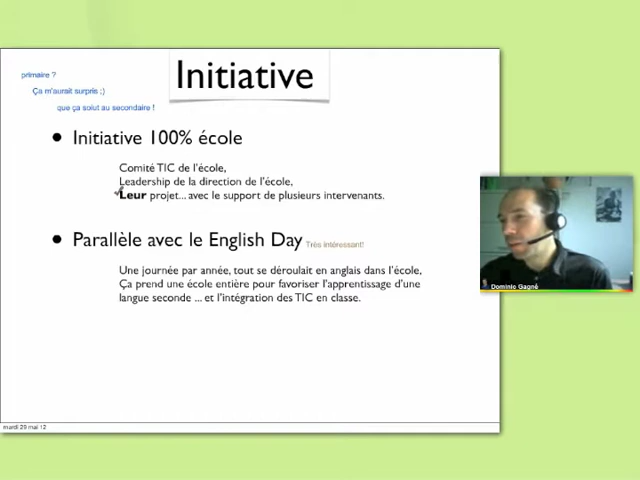 primaire ?
Ça m'aurait surpris ;)
que ça solut au secondaire !
Initiative
Initiative 100% école
Comité TIC de l'école,
Leadership de la direction de l'école,
Leur projet... avec le support de plusieurs intervenants.
Parallèle avec le English Day Très intéressant!
Une journée par année, tout se déroulait en anglais dans l'école,
Ça prend une école entière pour favoriser l'apprentissage d'une
langue seconde ... et l'intégration des TIC en classe.
Dominic Gagné
mardi 29 mai 12